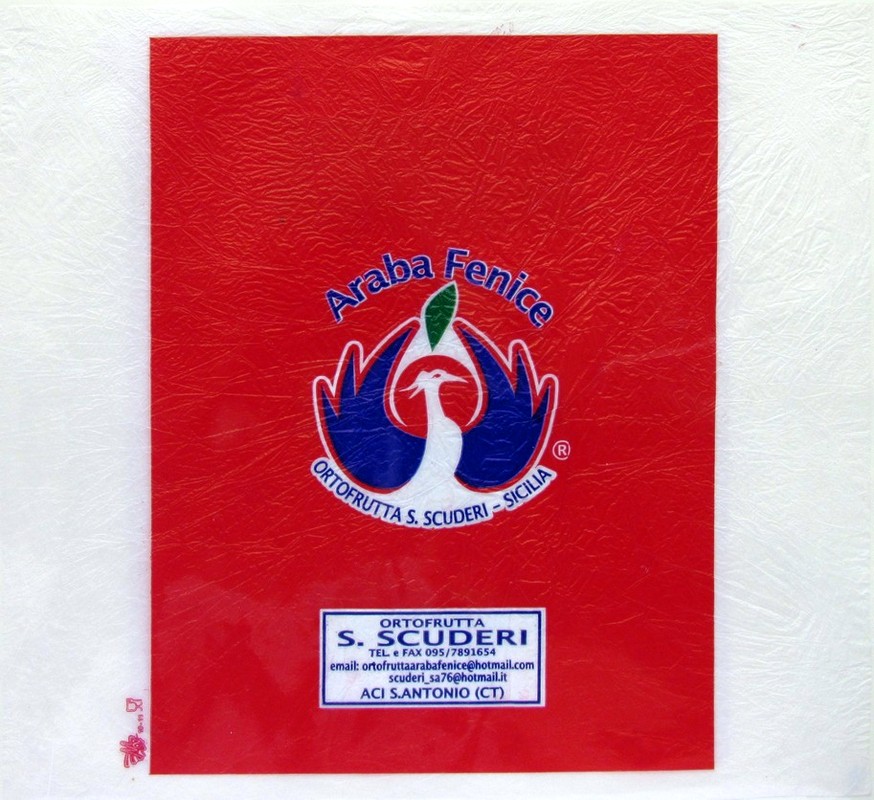 Araba Fenice
®
ORTOFRUTTA S. SCUDERI - SICILIA
ORTOFRUTTA
S. SCUDERI
TEL. e FAX 095/7891654
email: ortofruttaarabafenice@hotmail.com
scuderi_sa76@hotmail.it
ACI S.ANTONIO (CT)